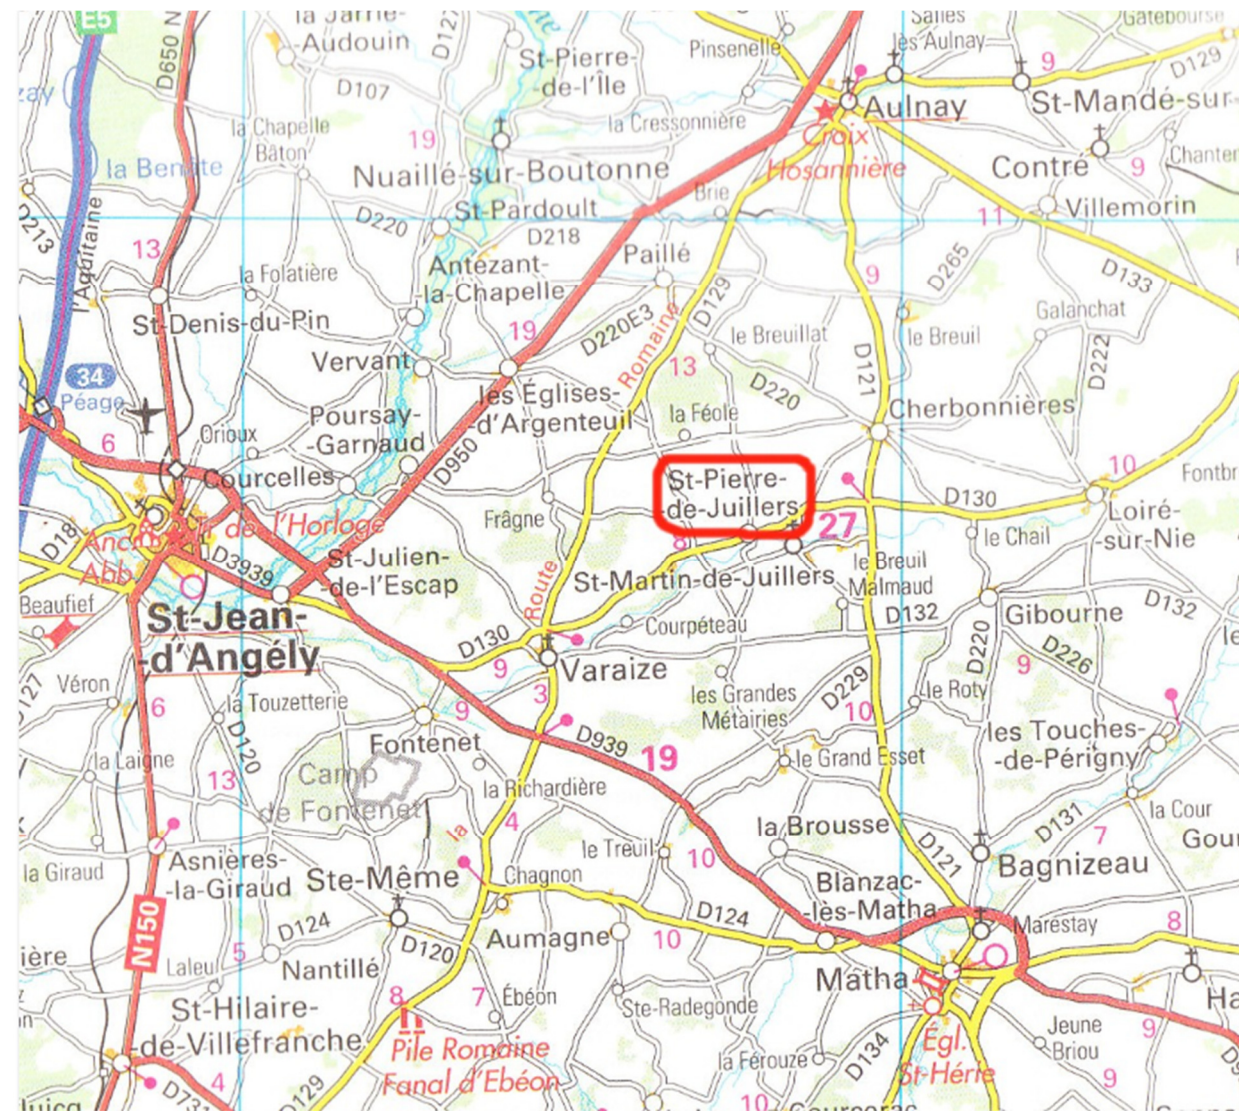 E5
D650
la Jarne-
-Audouin
D107
St-Pierre-
-de-l'Île
Pinsenelle
Salles
lès Aulnay
Gâtebourse
9
D129
Aulnay
St-Mandé-sur-
Croix
Hosannière
la Cressonnière
la Chapelle
Bâton
19
la Benâte
Nuaillé-sur-Boutonne
Contré
9
Chanter
Brie
Villemorin
11
D213
l'Aquitaine
D220
St-Pardoult
D218
13
la Folatière
Antezant-
-la-Chapelle
Paillé
9
D265
D133
St-Denis-du-Pin
19
D220E3
Romaine
D129
le Breuillat
le Breuil
Galanchat
34
Péage
Vervant
les Églises-
-d'Argenteuil
13
D220
D121
D222
Poursay-
-Garnaud
la Féole
Cherbonnières
6
Orioux
Courcelles
D950
St-Pierre-
-de-Juillers
10
Fontbr
D130
Frâgne
27
Loiré-
-sur-Nie
D18
Anc.
Abb.
T. de l'Horloge
D3939
St-Julien-
-de-l'Escap
8
le Chail
St-Martin-de-Juillers
le Breuil
Malmaud
Beaufief
St-Jean-
-d'Angély
Route
Courpéteau
D132
Gibourne
D132
D130
9
Varaize
D220
9
D226
D127
Véron
6
la Touzetterie
3
les Grandes
Métairies
D229
10
le Roty
9
Fontenet
D939
19
les Touches-
-de-Périgny
la Laigne
13
D120
Camp
de Fontenet
la Richardière
le Grand Esset
4
la
la Brousse
D131
la Cour
7
Gour
la Giraud
Asnières-
-la-Giraud
Ste-Même
Chagnon
le Treuil
10
D121
Bagnizeau
Blanzac-
-lès-Matha
N150
D124
D120
D124
Marestay
8
ière
5
Laleu
Nantillé
Aumagne
10
Matha
Ha
St-Hilaire-
-de-Villefranche
8
7
Ébéon
Ste-Radegonde
Jeune
Briou
9
Pile Romaine
Fanal d'Ebéon
la Férouze
D134
Égl.
St-Hérie
9
D731
4
D129
10